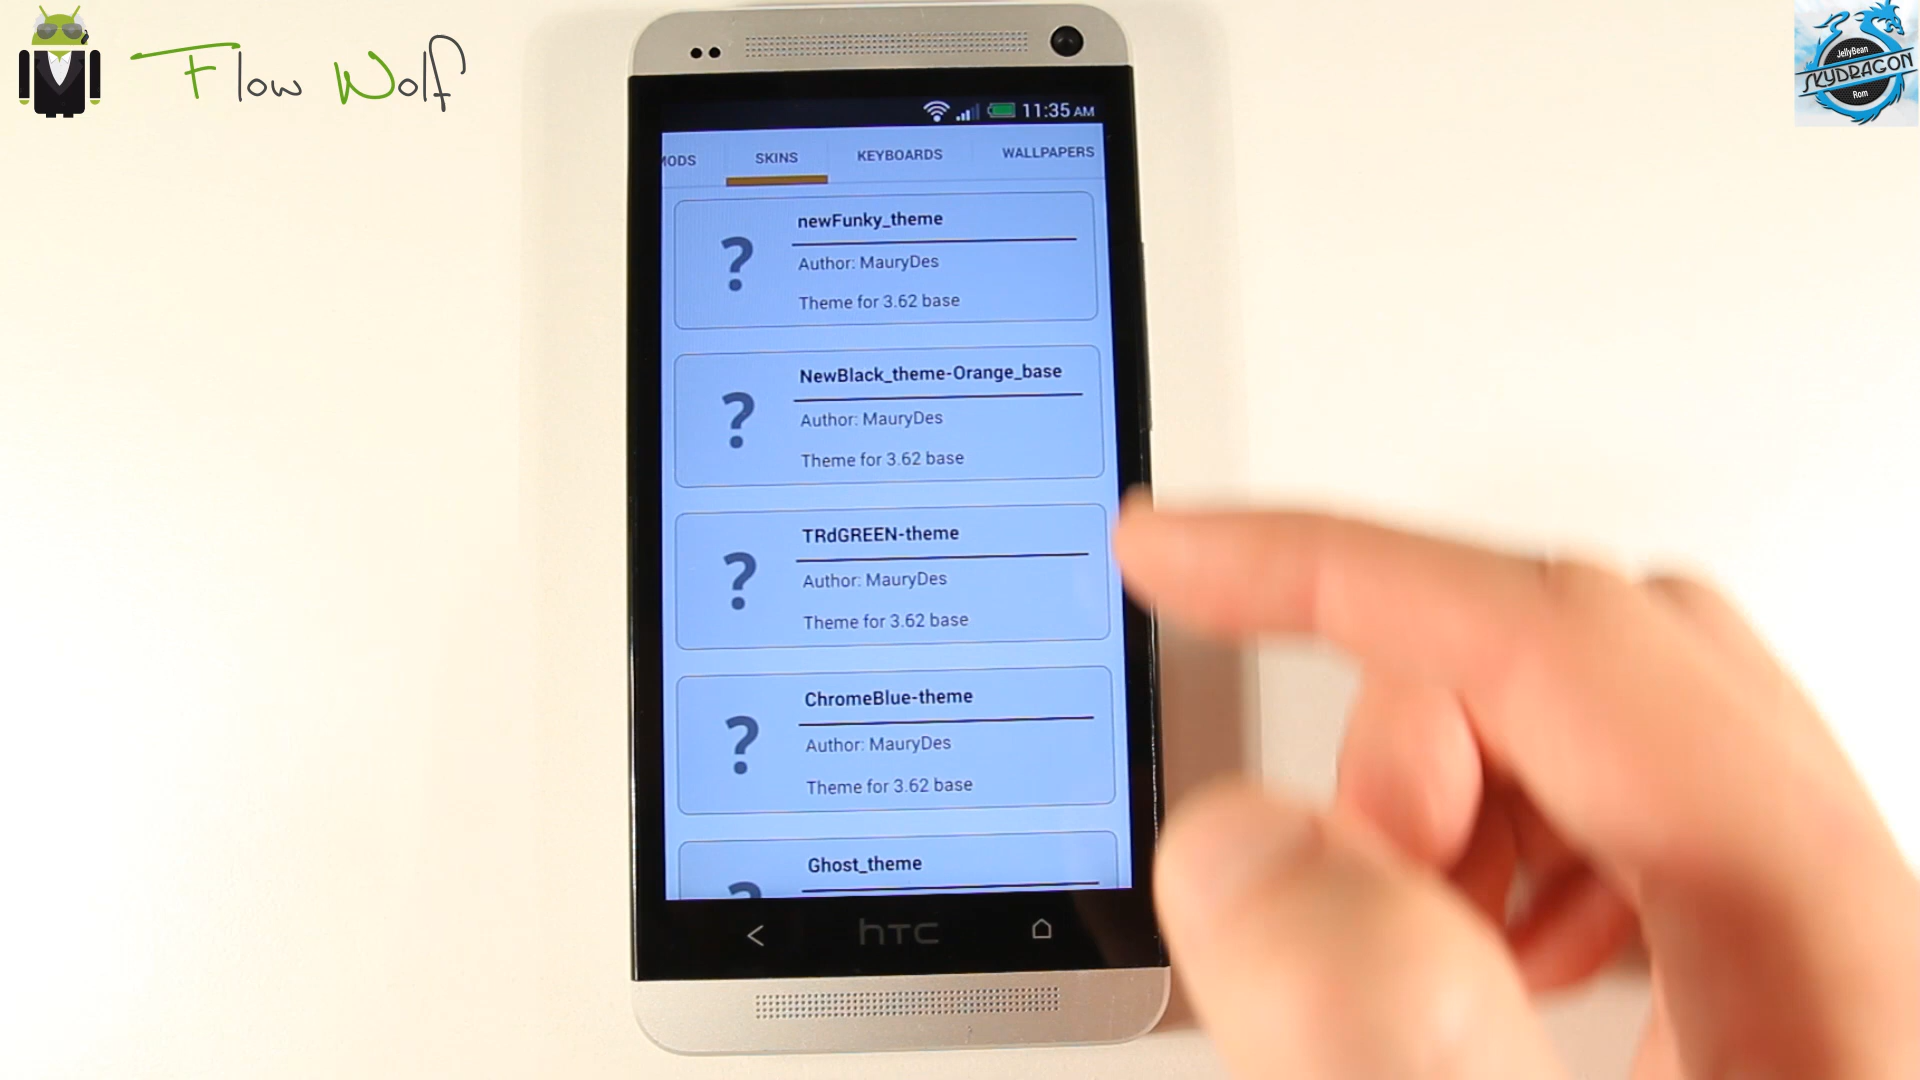 Flow Wolf
JellyBean
SKYDRAGON
Rom
11:35 AM
MODS SKINS KEYBOARDS WALLPAPERS
newFunky_theme
Author: MauryDes
Theme for 3.62 base
NewBlack_theme-Orange_base
Author: MauryDes
Theme for 3.62 base
TRdGREEN-theme
Author: MauryDes
Theme for 3.62 base
ChromeBlue-theme
Author: MauryDes
Theme for 3.62 base
Ghost_theme
hTC